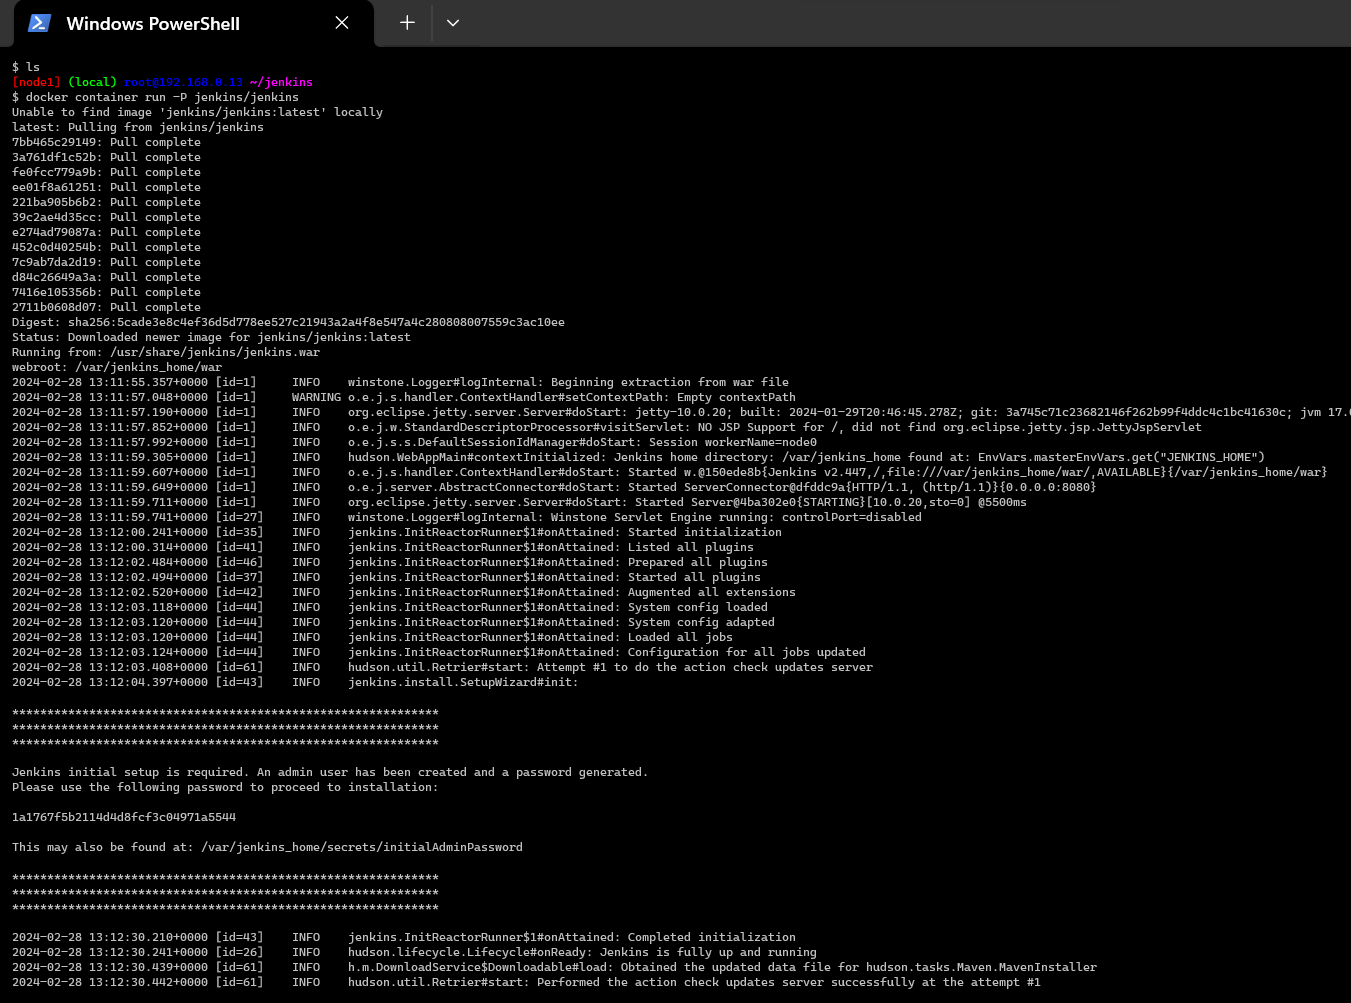 Windows PowerShell
$ ls
[node1] (local) root@192.168.0.13 ~/jenkins
$ docker container run -P jenkins/jenkins
Unable to find image 'jenkins/jenkins:latest' locally
latest: Pulling from jenkins/jenkins
7bb465c29149: Pull complete
3a761df1c52b: Pull complete
fe0fcc779a9b: Pull complete
ee01f8a61251: Pull complete
221ba905b6b2: Pull complete
39c2ae4d35cc: Pull complete
e274ad79087a: Pull complete
452c0d40254b: Pull complete
7c9ab7da2d19: Pull complete
d84c26649a3a: Pull complete
7416e105356b: Pull complete
2711b0608d07: Pull complete
Digest: sha256:5cade3e8c4ef36d5d778ee527c21943a2a4f8e547a4c280808007559c3ac10ee
Status: Downloaded newer image for jenkins/jenkins:latest
Running from: /usr/share/jenkins/jenkins.war
webroot: /var/jenkins_home/war
2024-02-28 13:11:55.357+0000 [id=1]     INFO    winstone.Logger#logInternal: Beginning extraction from war file
2024-02-28 13:11:57.048+0000 [id=1]     WARNING o.e.j.s.handler.ContextHandler#setContextPath: Empty contextPath
2024-02-28 13:11:57.190+0000 [id=1]     INFO    org.eclipse.jetty.server.Server#doStart: jetty-10.0.20; built: 2024-01-29T20:46:45.278Z; git: 3a745c71c23682146f262b99f4ddc4c1bc41630c; jvm 17.0
2024-02-28 13:11:57.852+0000 [id=1]     INFO    o.e.j.w.StandardDescriptorProcessor#visitServlet: NO JSP Support for /, did not find org.eclipse.jetty.jsp.JettyJspServlet
2024-02-28 13:11:57.992+0000 [id=1]     INFO    o.e.j.s.s.DefaultSessionIdManager#doStart: Session workerName=node0
2024-02-28 13:11:59.305+0000 [id=1]     INFO    hudson.WebAppMain#contextInitialized: Jenkins home directory: /var/jenkins_home found at: EnvVars.masterEnvVars.get("JENKINS_HOME")
2024-02-28 13:11:59.607+0000 [id=1]     INFO    o.e.j.s.handler.ContextHandler#doStart: Started w.@150ede8b{Jenkins v2.447,/,file:///var/jenkins_home/war/,AVAILABLE}{/var/jenkins_home/war}
2024-02-28 13:11:59.649+0000 [id=1]     INFO    o.e.j.server.AbstractConnector#doStart: Started ServerConnector@dfddc9a{HTTP/1.1, (http/1.1)}{0.0.0.0:8080}
2024-02-28 13:11:59.711+0000 [id=1]     INFO    org.eclipse.jetty.server.Server#doStart: Started Server@4ba302e0{STARTING}[10.0.20,sto=0] @5500ms
2024-02-28 13:11:59.741+0000 [id=27]    INFO    winstone.Logger#logInternal: Winstone Servlet Engine running: controlPort=disabled
2024-02-28 13:12:00.241+0000 [id=35]    INFO    jenkins.InitReactorRunner$1#onAttained: Started initialization
2024-02-28 13:12:00.314+0000 [id=41]    INFO    jenkins.InitReactorRunner$1#onAttained: Listed all plugins
2024-02-28 13:12:02.484+0000 [id=46]    INFO    jenkins.InitReactorRunner$1#onAttained: Prepared all plugins
2024-02-28 13:12:02.494+0000 [id=37]    INFO    jenkins.InitReactorRunner$1#onAttained: Started all plugins
2024-02-28 13:12:02.520+0000 [id=42]    INFO    jenkins.InitReactorRunner$1#onAttained: Augmented all extensions
2024-02-28 13:12:03.118+0000 [id=44]    INFO    jenkins.InitReactorRunner$1#onAttained: System config loaded
2024-02-28 13:12:03.120+0000 [id=44]    INFO    jenkins.InitReactorRunner$1#onAttained: System config adapted
2024-02-28 13:12:03.120+0000 [id=44]    INFO    jenkins.InitReactorRunner$1#onAttained: Loaded all jobs
2024-02-28 13:12:03.124+0000 [id=44]    INFO    jenkins.InitReactorRunner$1#onAttained: Configuration for all jobs updated
2024-02-28 13:12:03.408+0000 [id=61]    INFO    hudson.util.Retrier#start: Attempt #1 to do the action check updates server
2024-02-28 13:12:04.397+0000 [id=43]    INFO    jenkins.install.SetupWizard#init:
*************************************************************
*************************************************************
*************************************************************
Jenkins initial setup is required. An admin user has been created and a password generated.
Please use the following password to proceed to installation:
1a1767f5b2114d4d8fcf3c04971a5544
This may also be found at: /var/jenkins_home/secrets/initialAdminPassword
*************************************************************
*************************************************************
*************************************************************
2024-02-28 13:12:30.210+0000 [id=43]    INFO    jenkins.InitReactorRunner$1#onAttained: Completed initialization
2024-02-28 13:12:30.241+0000 [id=26]    INFO    hudson.lifecycle.Lifecycle#onReady: Jenkins is fully up and running
2024-02-28 13:12:30.439+0000 [id=61]    INFO    h.m.DownloadService$Downloadable#load: Obtained the updated data file for hudson.tasks.Maven.MavenInstaller
2024-02-28 13:12:30.442+0000 [id=61]    INFO    hudson.util.Retrier#start: Performed the action check updates server successfully at the attempt #1